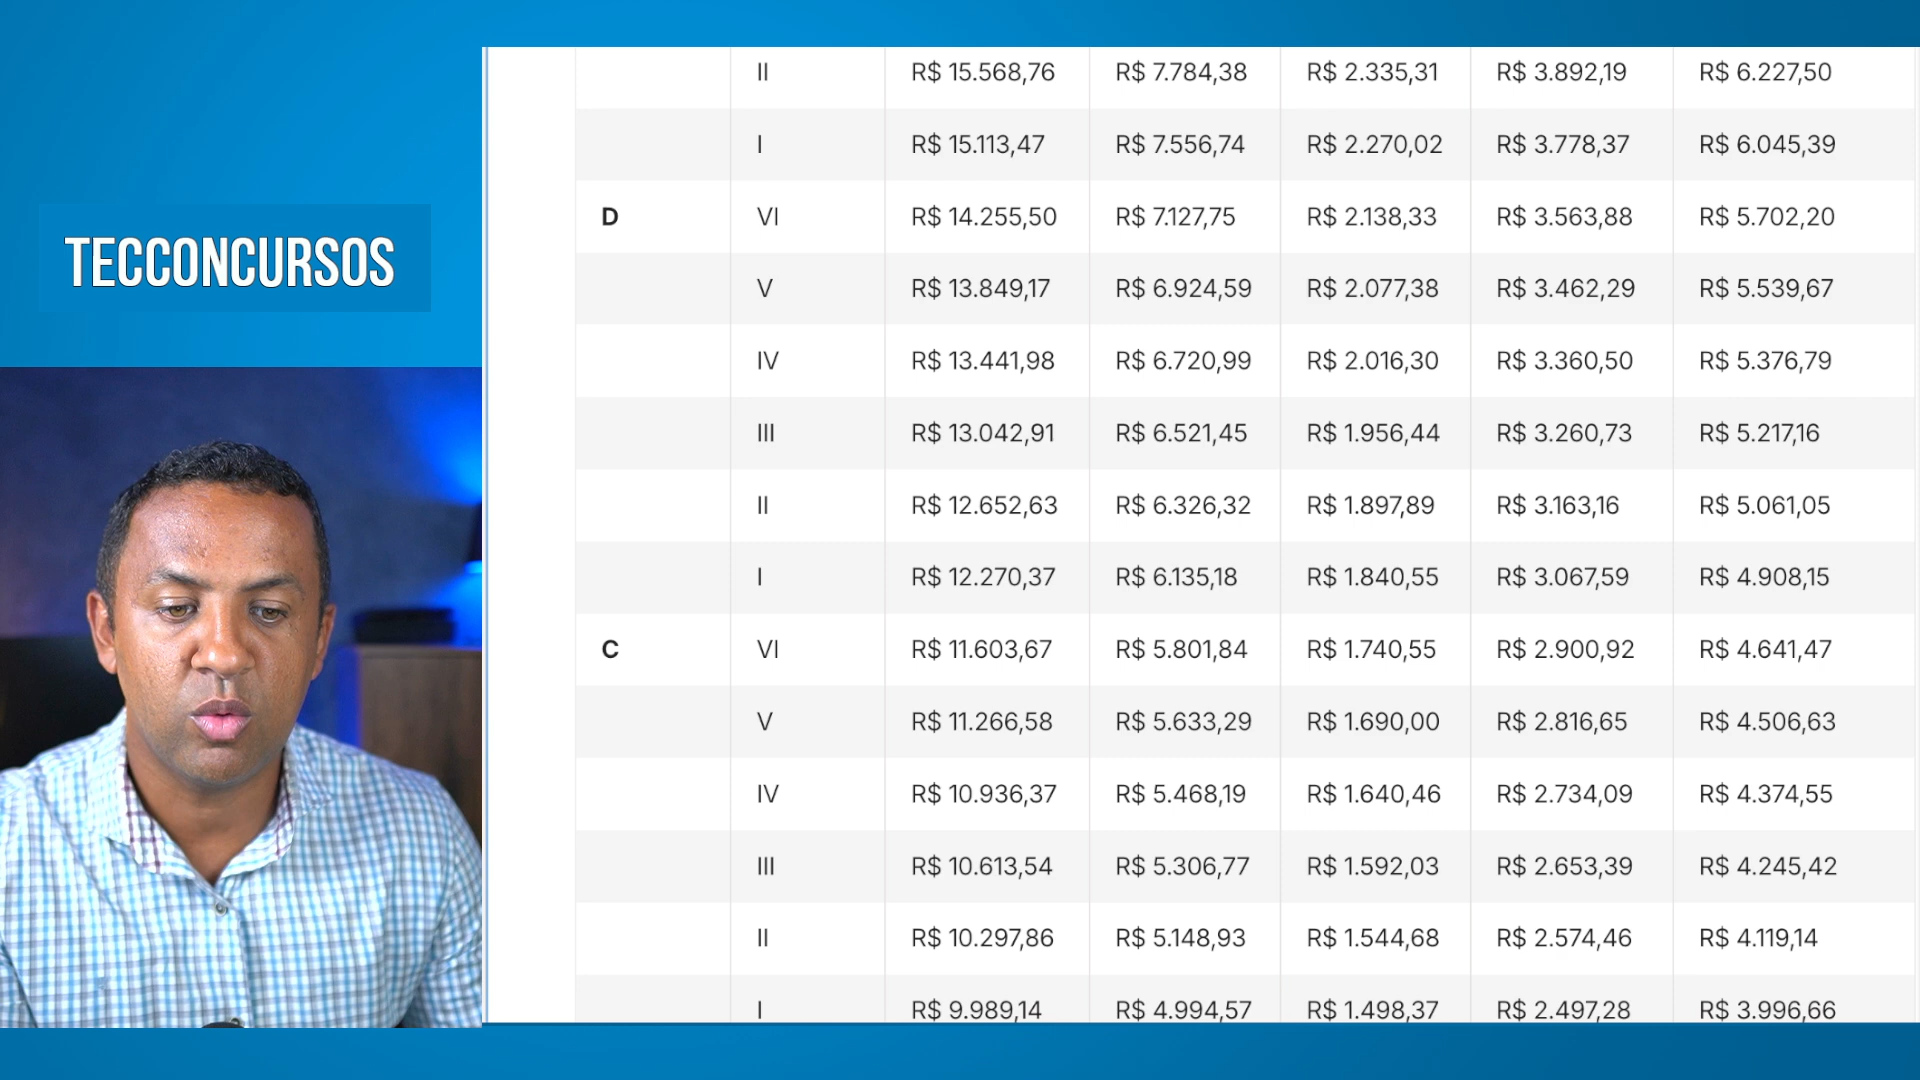 TECCONCURSOS
II R$ 15.568,76 R$ 7.784,38 R$ 2.335,31 R$ 3.892,19 R$ 6.227,50
I R$ 15.113,47 R$ 7.556,74 R$ 2.270,02 R$ 3.778,37 R$ 6.045,39
D VI R$ 14.255,50 R$ 7.127,75 R$ 2.138,33 R$ 3.563,88 R$ 5.702,20
V R$ 13.849,17 R$ 6.924,59 R$ 2.077,38 R$ 3.462,29 R$ 5.539,67
IV R$ 13.441,98 R$ 6.720,99 R$ 2.016,30 R$ 3.360,50 R$ 5.376,79
III R$ 13.042,91 R$ 6.521,45 R$ 1.956,44 R$ 3.260,73 R$ 5.217,16
II R$ 12.652,63 R$ 6.326,32 R$ 1.897,89 R$ 3.163,16 R$ 5.061,05
I R$ 12.270,37 R$ 6.135,18 R$ 1.840,55 R$ 3.067,59 R$ 4.908,15
C VI R$ 11.603,67 R$ 5.801,84 R$ 1.740,55 R$ 2.900,92 R$ 4.641,47
V R$ 11.266,58 R$ 5.633,29 R$ 1.690,00 R$ 2.816,65 R$ 4.506,63
IV R$ 10.936,37 R$ 5.468,19 R$ 1.640,46 R$ 2.734,09 R$ 4.374,55
III R$ 10.613,54 R$ 5.306,77 R$ 1.592,03 R$ 2.653,39 R$ 4.245,42
II R$ 10.297,86 R$ 5.148,93 R$ 1.544,68 R$ 2.574,46 R$ 4.119,14
I R$ 9.989,14 R$ 4.994,57 R$ 1.498,37 R$ 2.497,28 R$ 3.996,66